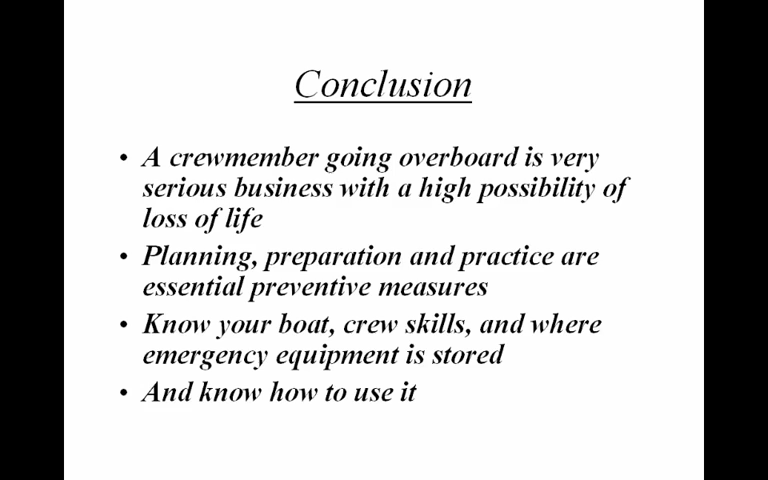 Conclusion
• A crewmember going overboard is very
serious business with a high possibility of
loss of life
• Planning, preparation and practice are
essential preventive measures
• Know your boat, crew skills, and where
emergency equipment is stored
• And know how to use it